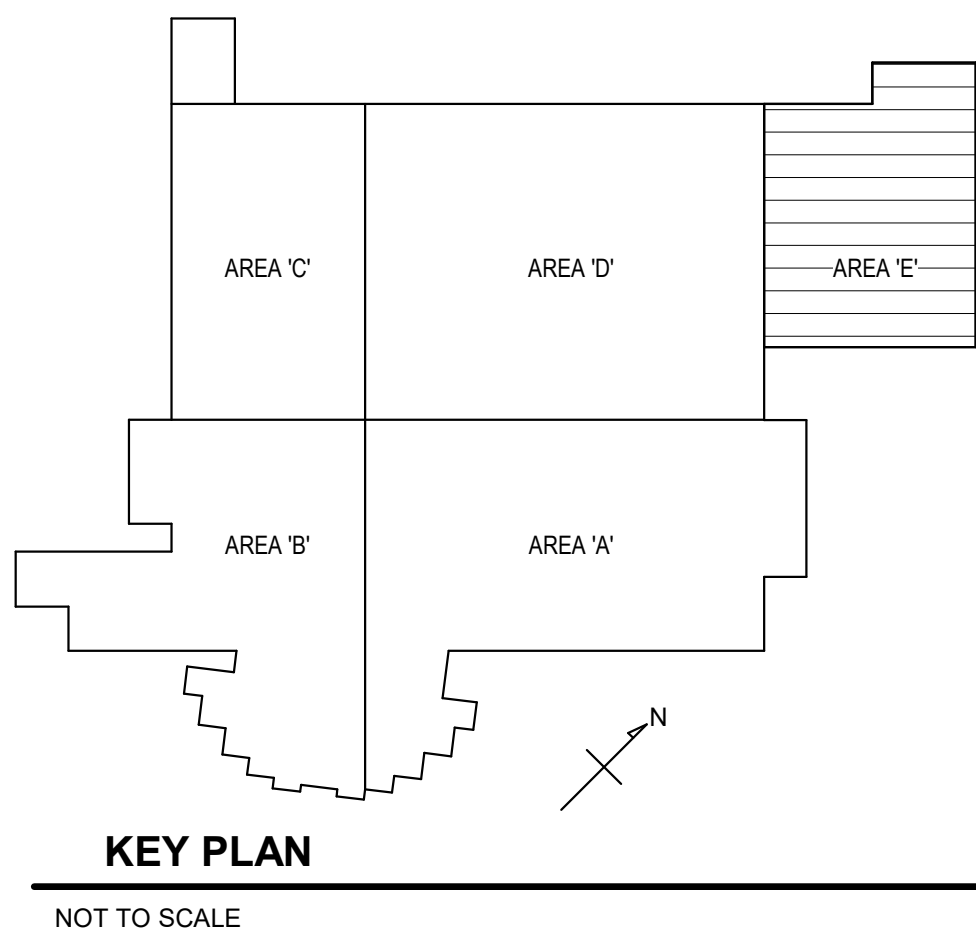 AREA 'C'
AREA 'D'
AREA 'E'
AREA 'B'
AREA 'A'
N
KEY PLAN
NOT TO SCALE